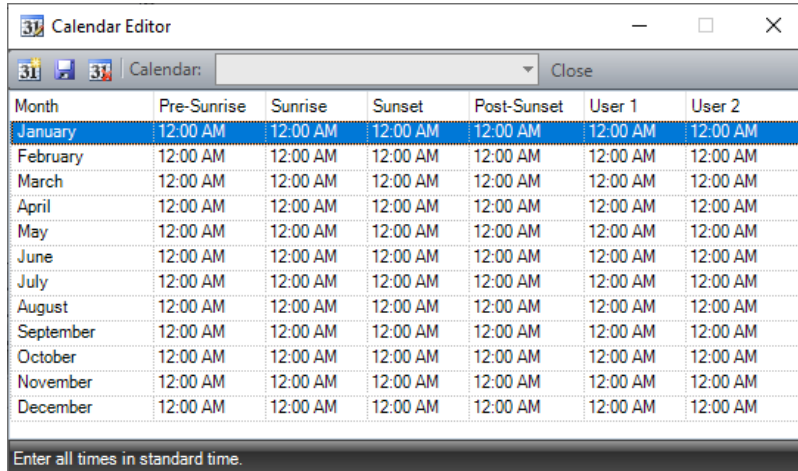 31 Calendar Editor
31 31 Calendar: Close
Month Pre-Sunrise Sunrise Sunset Post-Sunset User 1 User 2
January 12:00 AM 12:00 AM 12:00 AM 12:00 AM 12:00 AM 12:00 AM
February 12:00 AM 12:00 AM 12:00 AM 12:00 AM 12:00 AM 12:00 AM
March 12:00 AM 12:00 AM 12:00 AM 12:00 AM 12:00 AM 12:00 AM
April 12:00 AM 12:00 AM 12:00 AM 12:00 AM 12:00 AM 12:00 AM
May 12:00 AM 12:00 AM 12:00 AM 12:00 AM 12:00 AM 12:00 AM
June 12:00 AM 12:00 AM 12:00 AM 12:00 AM 12:00 AM 12:00 AM
July 12:00 AM 12:00 AM 12:00 AM 12:00 AM 12:00 AM 12:00 AM
August 12:00 AM 12:00 AM 12:00 AM 12:00 AM 12:00 AM 12:00 AM
September 12:00 AM 12:00 AM 12:00 AM 12:00 AM 12:00 AM 12:00 AM
October 12:00 AM 12:00 AM 12:00 AM 12:00 AM 12:00 AM 12:00 AM
November 12:00 AM 12:00 AM 12:00 AM 12:00 AM 12:00 AM 12:00 AM
December 12:00 AM 12:00 AM 12:00 AM 12:00 AM 12:00 AM 12:00 AM
Enter all times in standard time.